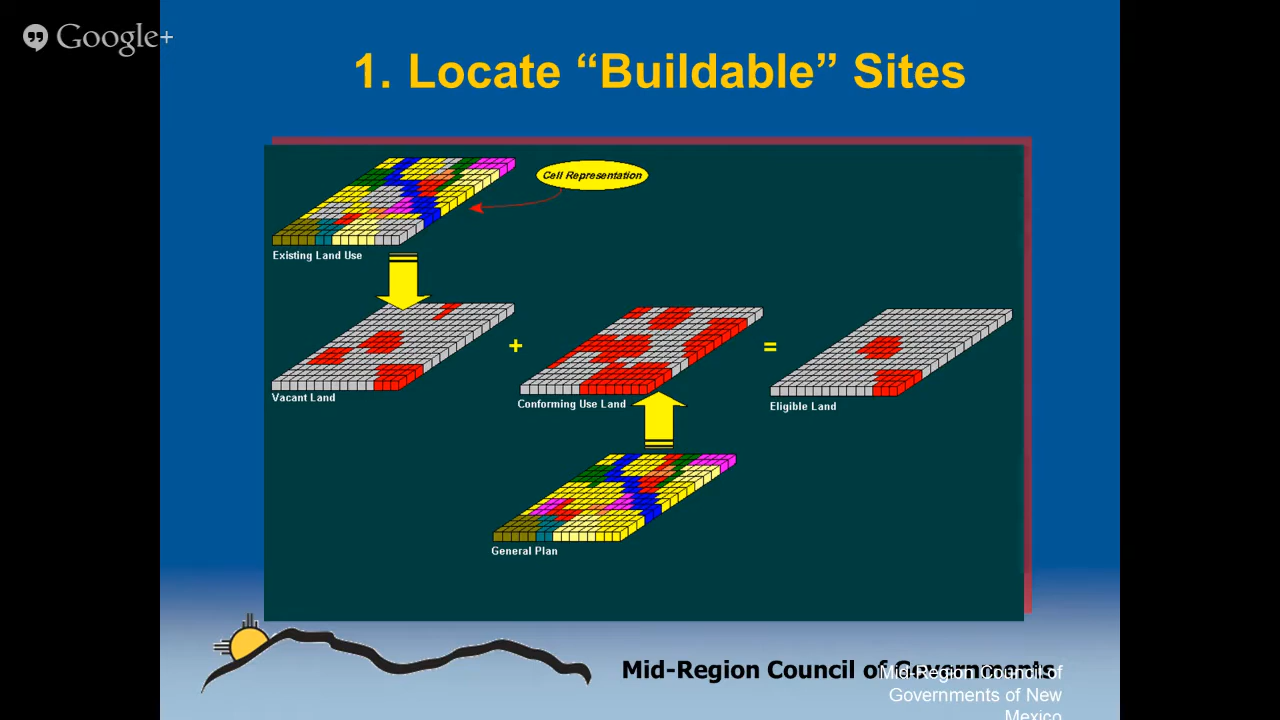 Google+
1. Locate “Buildable” Sites
Cell Representation
Existing Land Use
+
=
Vacant Land
Conforming Use Land
Eligible Land
General Plan
Mid-Region Council of Governments
Mid-Region Council of
Governments of New
Mexico